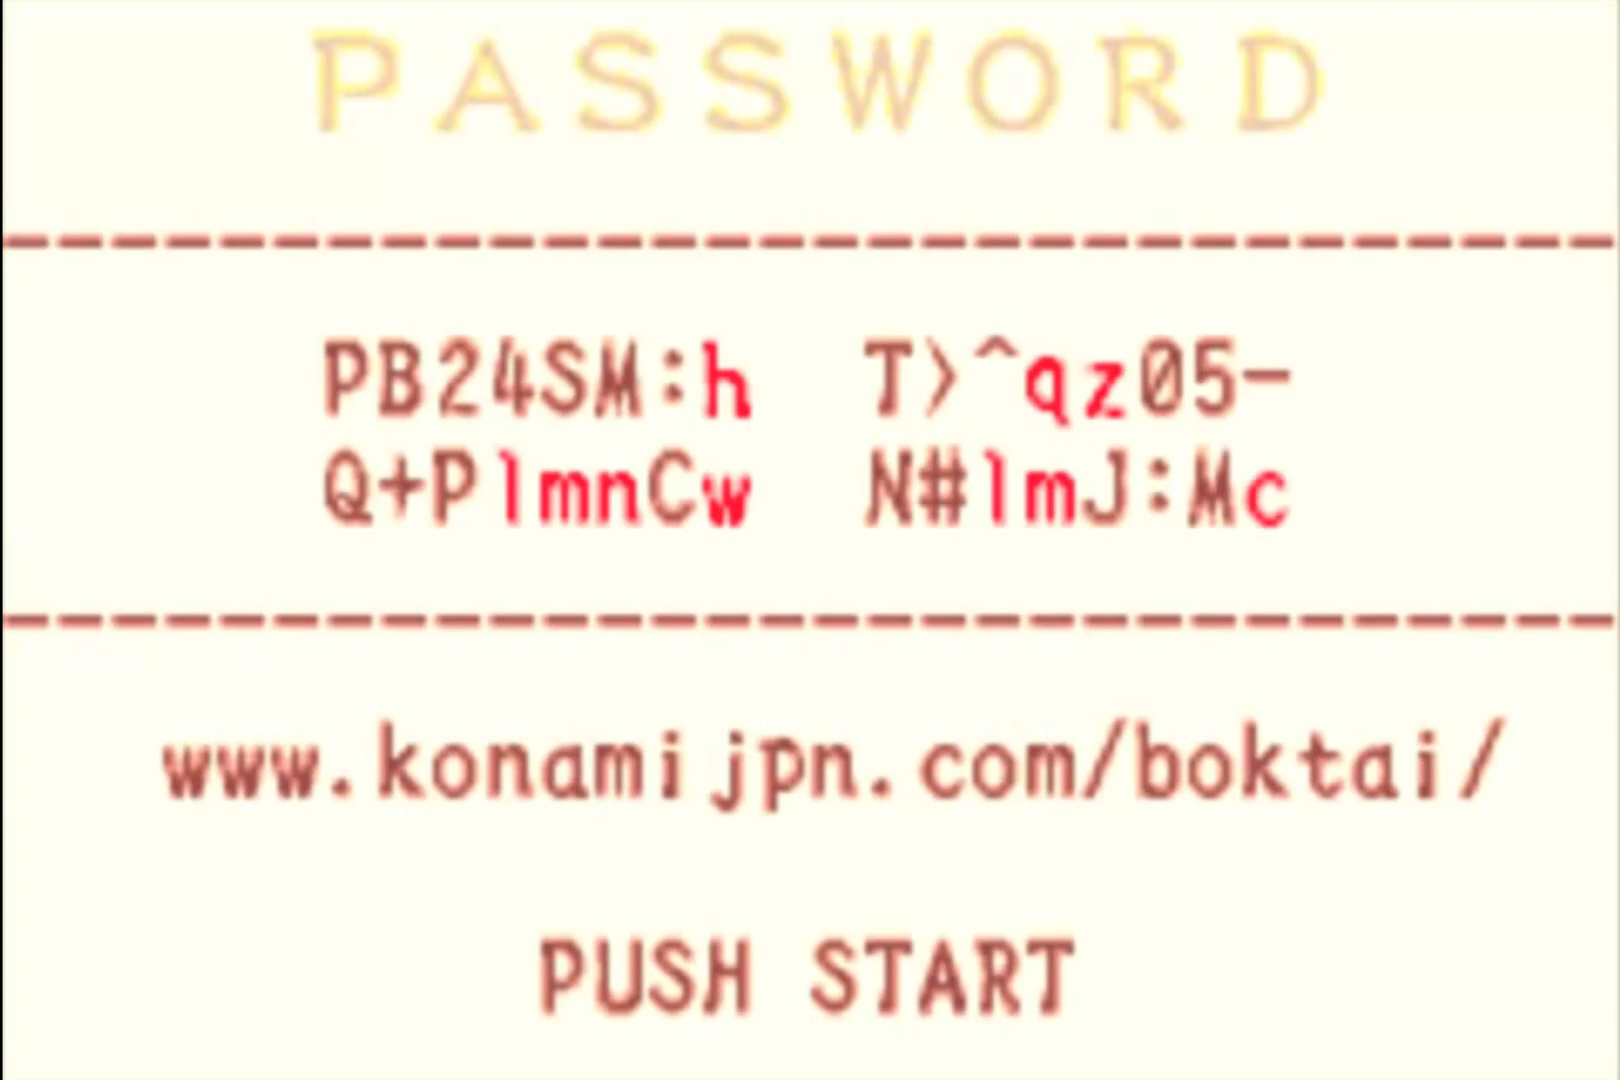 PASSWORD
PB24SM:h T>^qz05-
Q+PlmnCw N#lmJ:Mc
www.konamijpn.com/boktai/
PUSH START